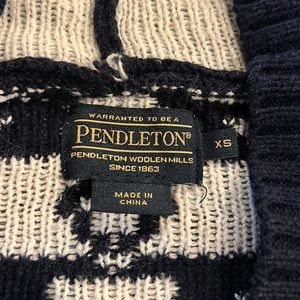 WARRANTED TO BE A
PENDLETON®
PENDLETON WOOLEN MILLS
SINCE 1863
XS
MADE IN
CHINA